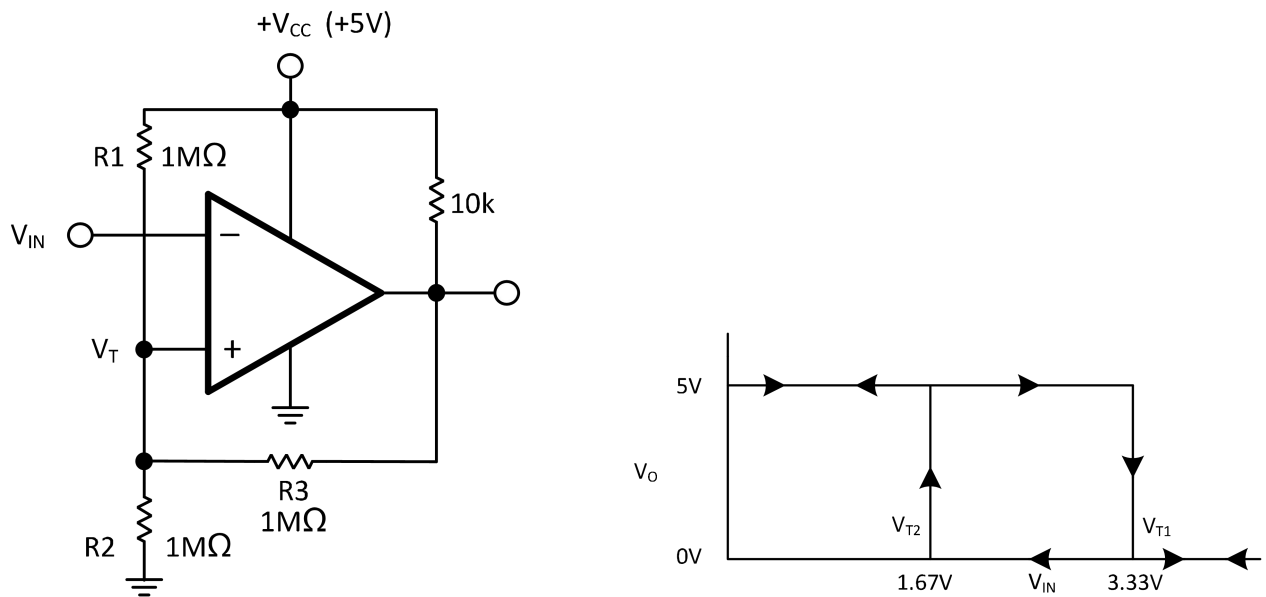 +VCC (+5V)
R1 1MΩ
10k
VIN
−
VT
+
R3
1MΩ
R2 1MΩ
5V
VO
VT2
VT1
0V
1.67V VIN 3.33V